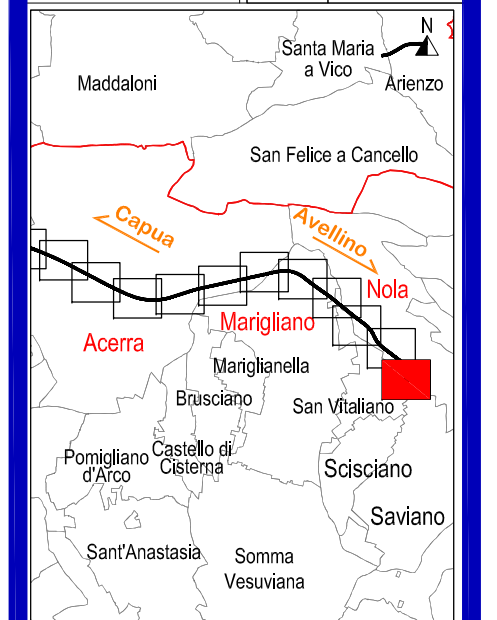 N
Santa Maria
a Vico
Maddaloni
Arienzo
San Felice a Cancello
Capua
Avellino
Nola
Marigliano
Acerra
Mariglianella
Brusciano
San Vitaliano
Castello di
Cisterna
Pomigliano
d'Arco
Scisciano
Saviano
Sant'Anastasia
Somma
Vesuviana